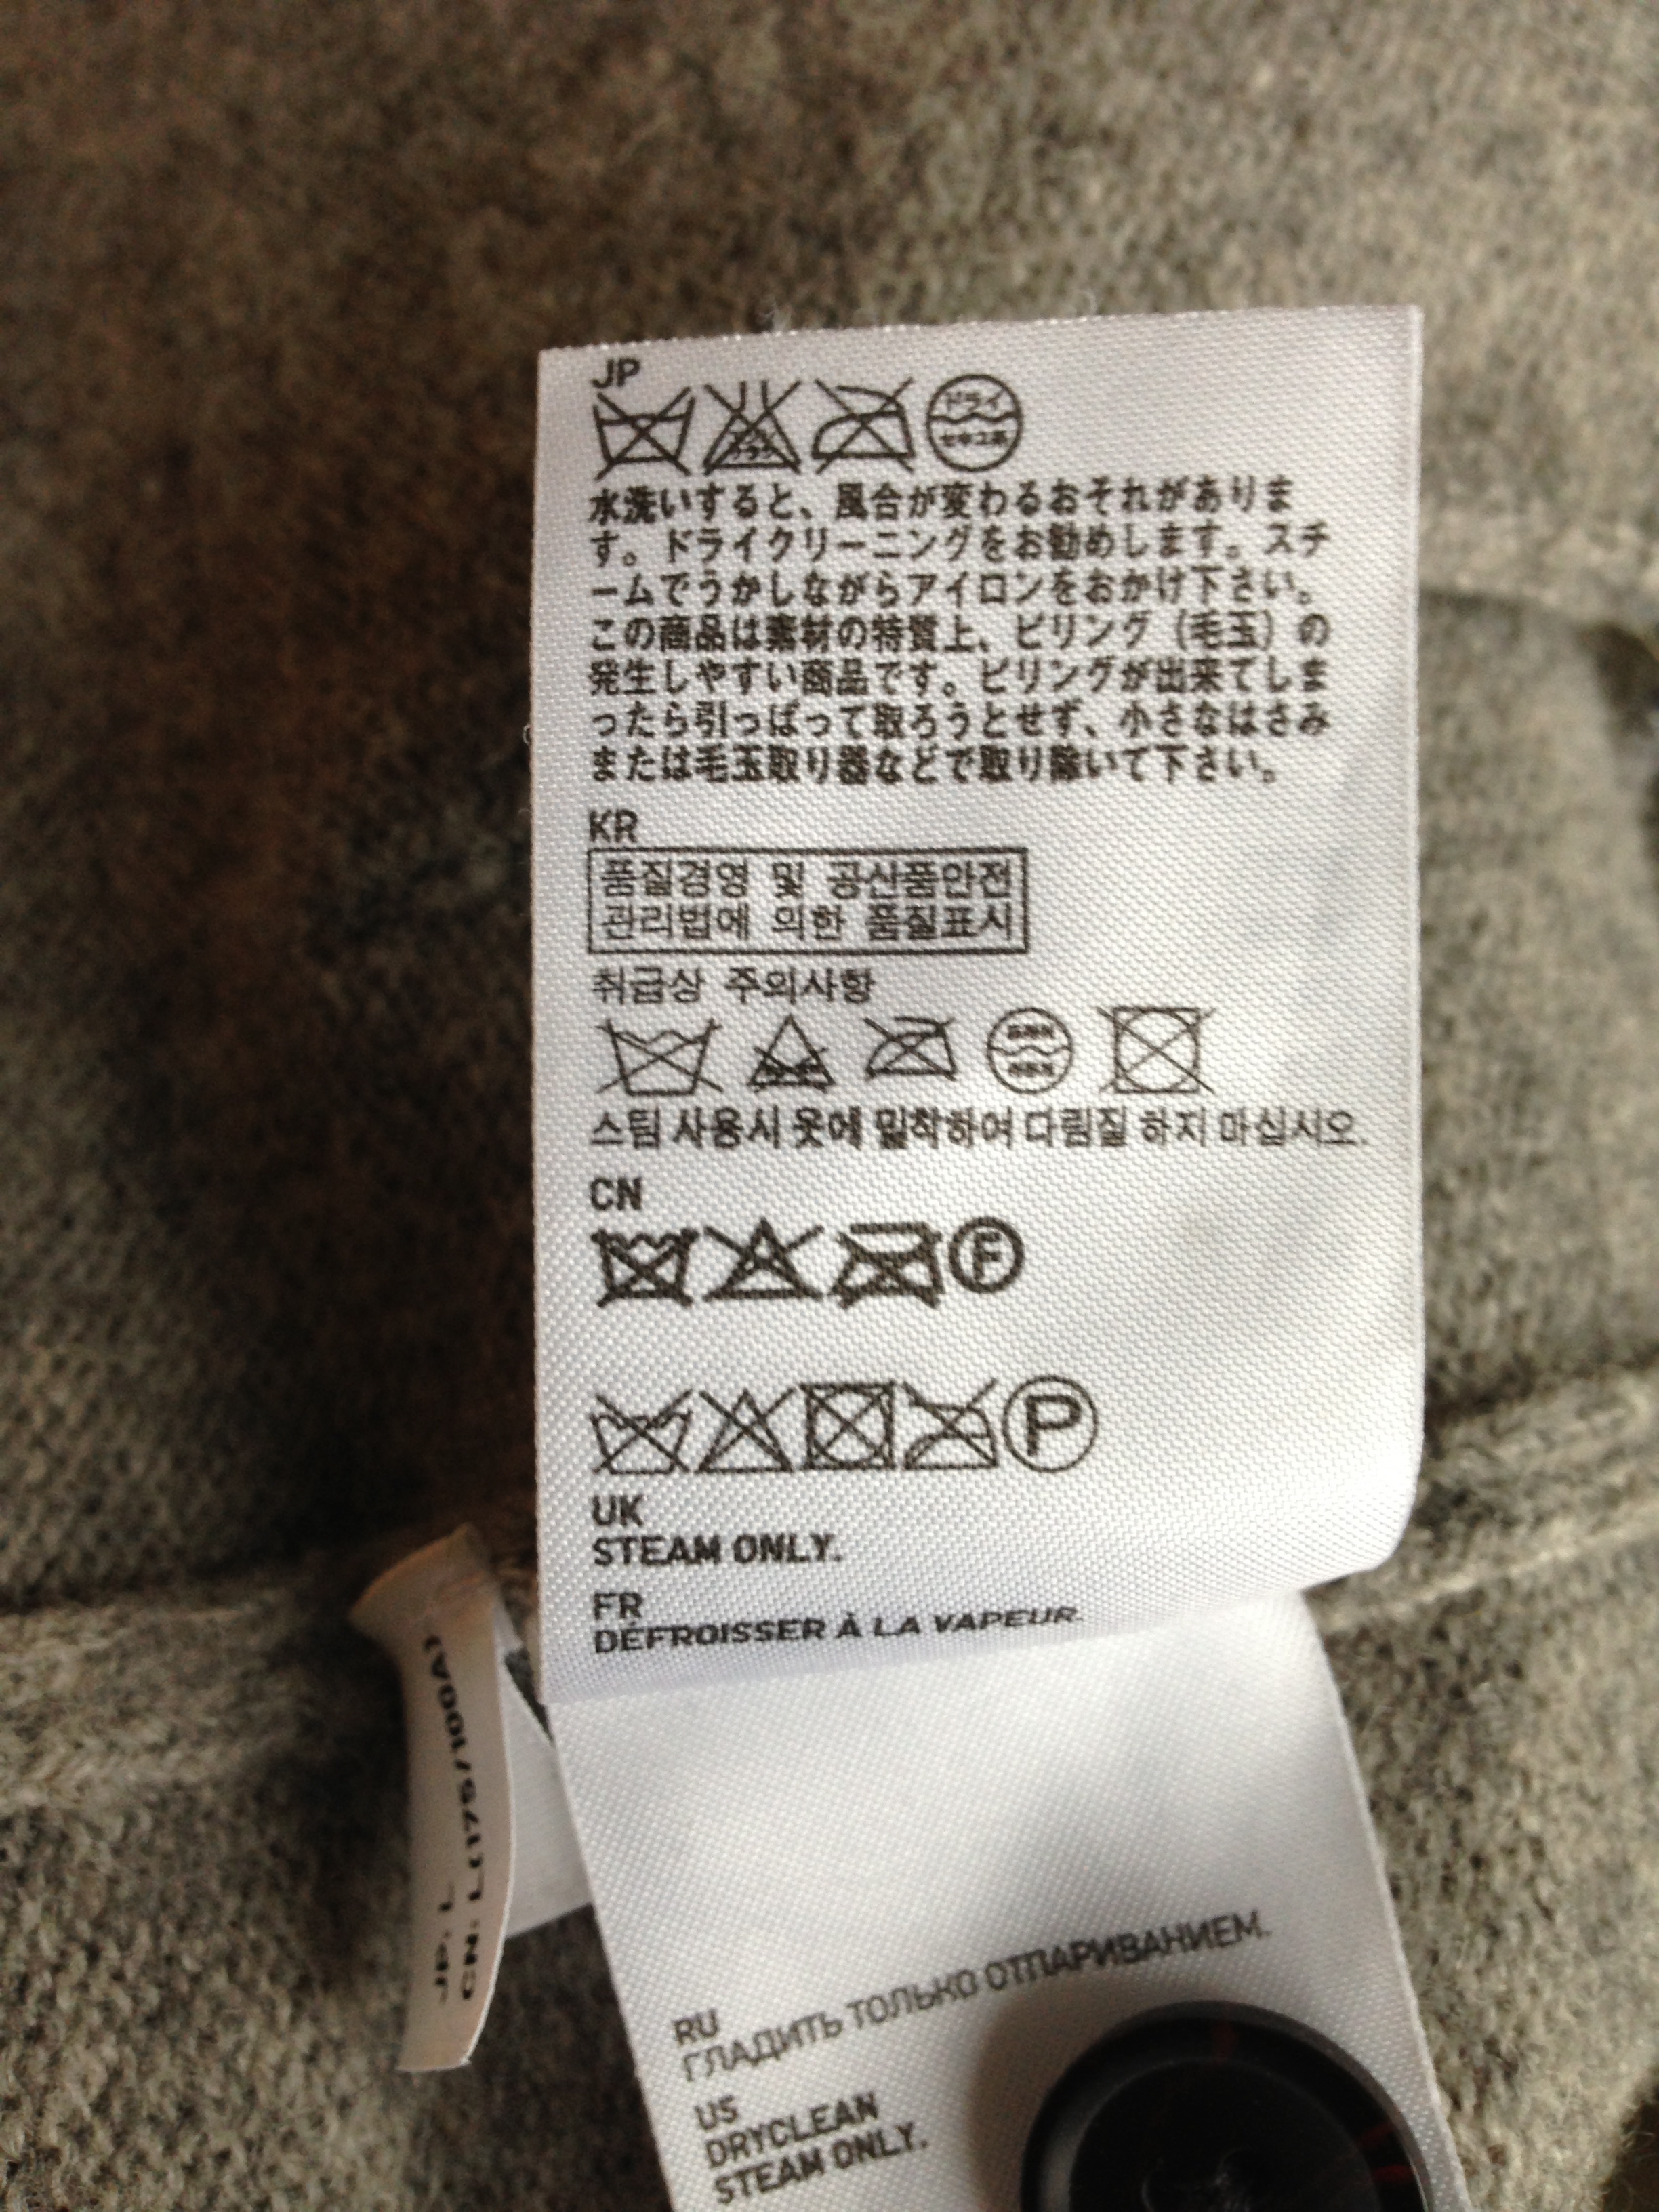 JP
ドライ
セキユ系
水洗いすると、風合が変わるおそれがありま
す。ドライクリーニングをお勧めします。スチ
ームでうかしながらアイロンをおかけ下さい。
この商品は素材の特質上、ピリング（毛玉）の
発生しやすい商品です。ピリングが出来てしま
ったら引っぱって取ろうとせず、小さなはさみ
または毛玉取り器などで取り除いて下さい。
KR
품질경영 및 공산품안전
관리법에 의한 품질표시
취급상 주의사항
스팀 사용시 옷에 밀착하여 다림질 하지 마십시오.
CN
F
P
UK
STEAM ONLY.
FR
DÉFROISSER À LA VAPEUR.
RU
ГЛАДИТЬ ТОЛЬКО ОТПАРИВАНИЕМ.
US
DRYCLEAN
STEAM ONLY.
JP: L
CN: L(175/100A)